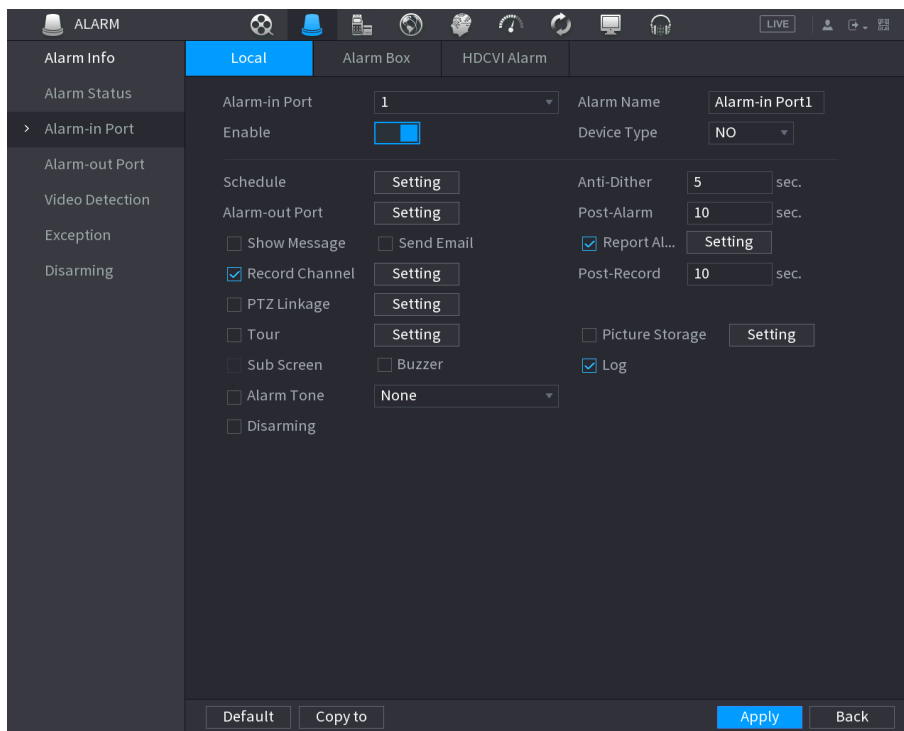 ALARM
LIVE
Alarm Info
Alarm Status
Alarm-in Port
Alarm-out Port
Video Detection
Exception
Disarming
Local Alarm Box HDCVI Alarm
Alarm-in Port 1 Alarm Name Alarm-in Port1
Enable Device Type NO
Schedule Setting Anti-Dither 5 sec.
Alarm-out Port Setting Post-Alarm 10 sec.
Show Message Send Email Report Al... Setting
Record Channel Setting Post-Record 10 sec.
PTZ Linkage Setting
Tour Setting Picture Storage Setting
Sub Screen Buzzer Log
Alarm Tone None
Disarming
Default Copy to Apply Back